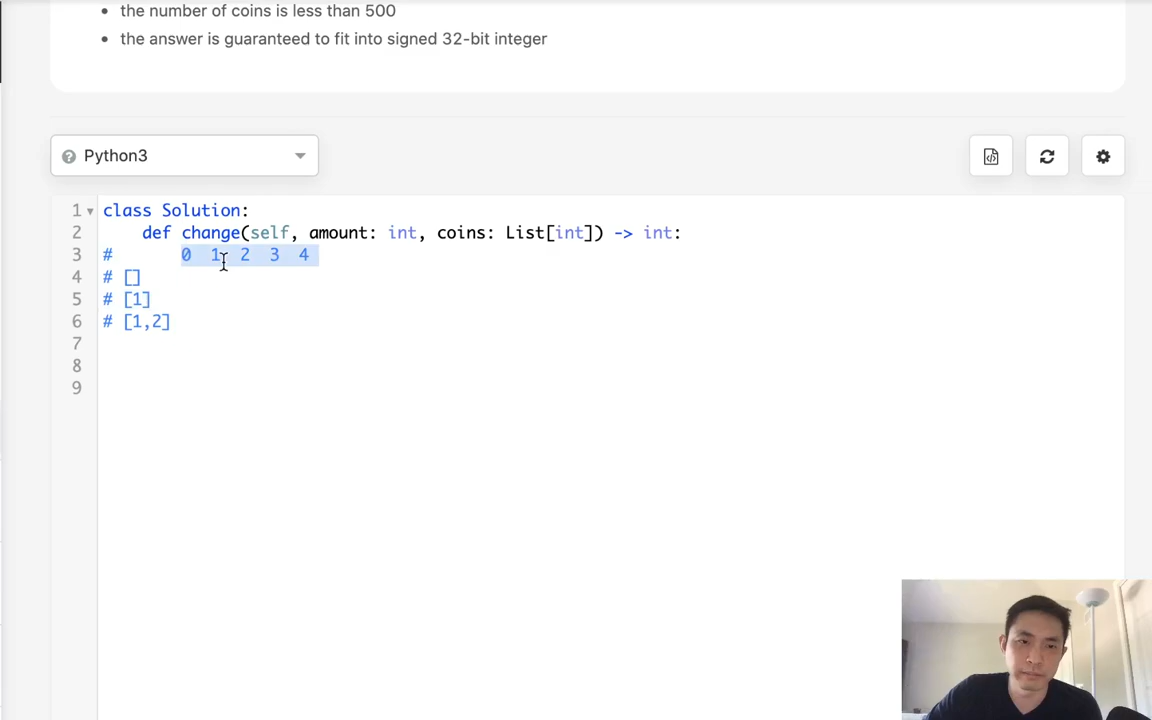 the number of coins is less than 500
the answer is guaranteed to fit into signed 32-bit integer
Python3
1 class Solution:
2 def change(self, amount: int, coins: List[int]) -> int:
3 # 0 1 2 3 4
4 # []
5 # [1]
6 # [1,2]
7
8
9